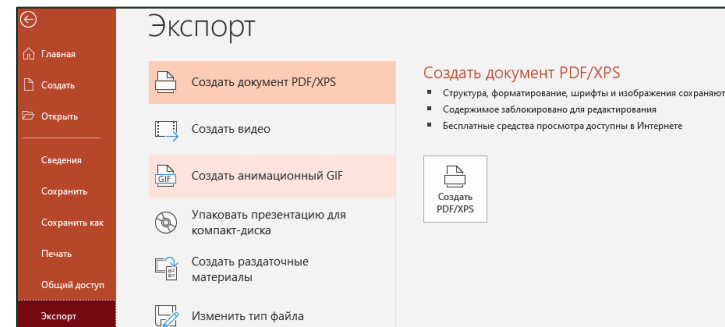 Экспорт
Главная
Создать
Открыть
Сведения
Сохранить
Сохранить как
Печать
Общий доступ
Экспорт
Создать документ PDF/XPS
Создать видео
GIF
Создать анимационный GIF
Упаковать презентацию для
компакт-диска
Создать раздаточные
материалы
Изменить тип файла
Создать документ PDF/XPS
Структура, форматирование, шрифты и изображения сохраняют
Содержимое заблокировано для редактирования
Бесплатные средства просмотра доступны в Интернете
Создать
PDF/XPS